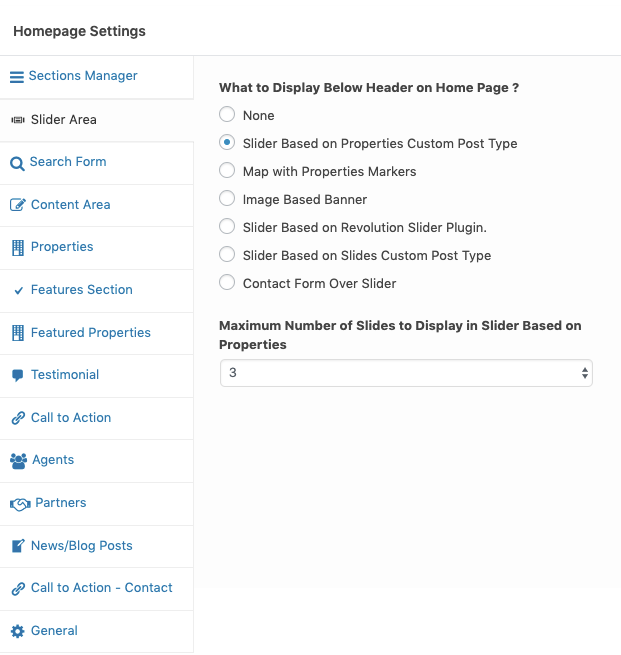 Homepage Settings
Sections Manager
Slider Area
Search Form
Content Area
Properties
Features Section
Featured Properties
Testimonial
Call to Action
Agents
Partners
News/Blog Posts
Call to Action - Contact
General
What to Display Below Header on Home Page ?
None
Slider Based on Properties Custom Post Type
Map with Properties Markers
Image Based Banner
Slider Based on Revolution Slider Plugin.
Slider Based on Slides Custom Post Type
Contact Form Over Slider
Maximum Number of Slides to Display in Slider Based on
Properties
3